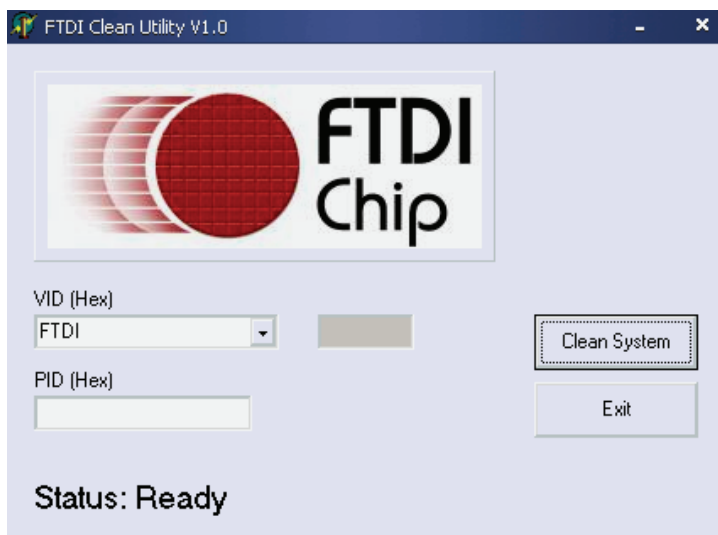 FTDI Clean Utility V1.0
FTDI
Chip
VID (Hex)
FTDI
Clean System
PID (Hex)
Exit
Status: Ready